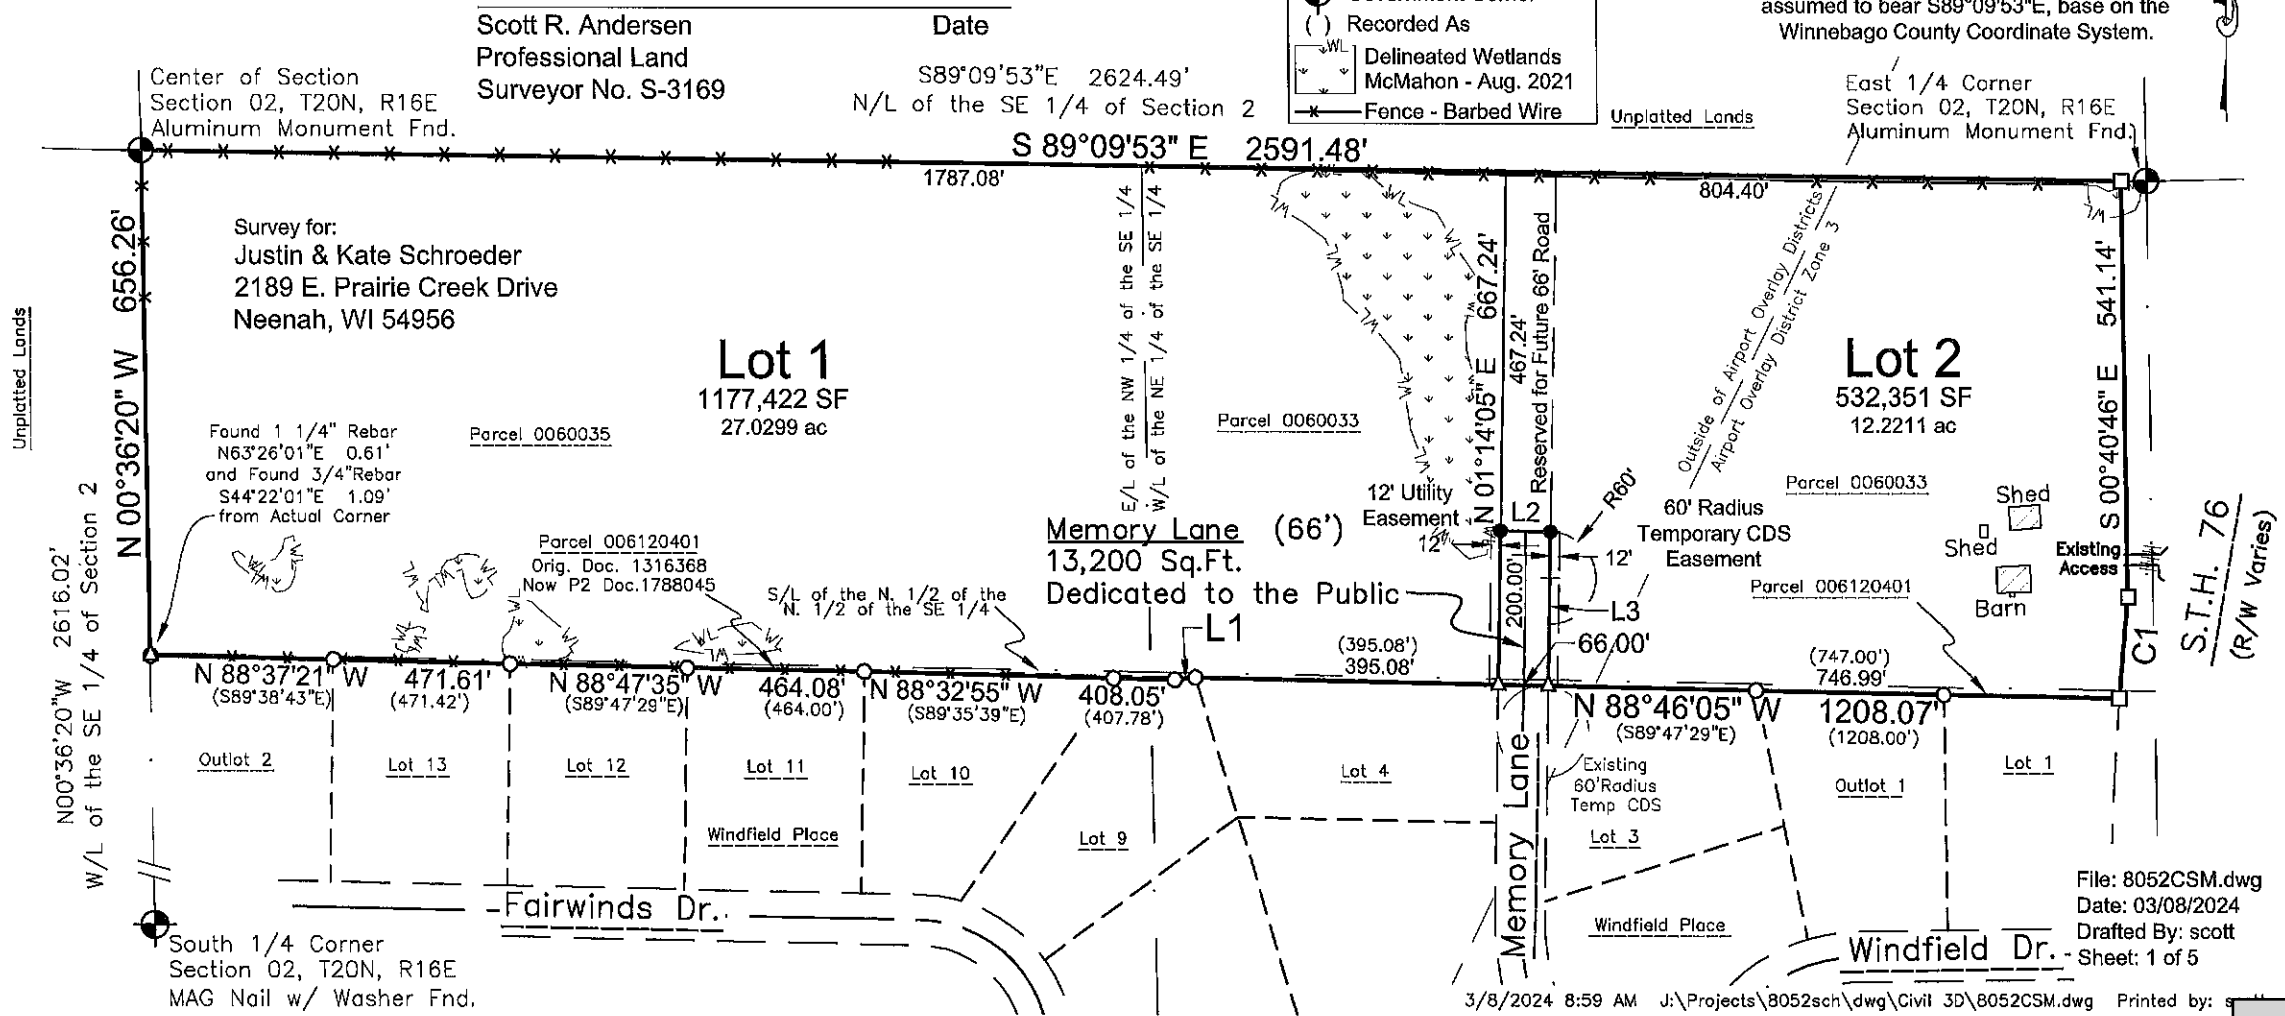 Scott R. Andersen
Date
Professional Land
Surveyor No. S-3169
( ) Recorded As
WL
Delineated Wetlands
McMahon - Aug. 2021
Fence - Barbed Wire
assumed to bear S89°09'53"E, base on the
Winnebago County Coordinate System.
Center of Section
Section 02, T20N, R16E
Aluminum Monument Fnd.
S89°09'53"E 2624.49'
N/L of the SE 1/4 of Section 2
Unplatted Lands
East 1/4 Corner
Section 02, T20N, R16E
Aluminum Monument Fnd.
S 89°09'53" E 2591.48'
1787.08'
804.40'
Survey for:
Justin & Kate Schroeder
2189 E. Prairie Creek Drive
Neenah, WI 54956
Unplatted Lands
N 00°36'20" W 656.26'
N00°36'20"W 2616.02'
W/L of the SE 1/4 of Section 2
Lot 1
1177,422 SF
27.0299 ac
Parcel 0060035
Found 1 1/4" Rebar
N63°26'01"E 0.61'
and Found 3/4"Rebar
S44°22'01"E 1.09'
from Actual Corner
E/L of the NW 1/4 of the SE 1/4
W/L of the NE 1/4 of the SE 1/4
Parcel 0060033
N 01°14'05" E 667.24'
467.24'
Reserved for Future 66' Road
Outside of Airport Overlay Districts
Airport Overlay District Zone 3
Lot 2
532,351 SF
12.2211 ac
Parcel 0060033
S 00°40'46" E 541.14'
Shed
Shed
Barn
Existing
Access
S.T.H. 76
(R/W Varies)
C1
12' Utility
Easement
12'
L2
R60'
60' Radius
Temporary CDS
Easement
12'
L3
200.00'
66.00'
Memory Lane (66')
13,200 Sq.Ft.
Dedicated to the Public
Parcel 006120401
Orig. Doc. 1316368
Now P2 Doc.1788045
S/L of the N. 1/2 of the
N. 1/2 of the SE 1/4
L1
Parcel 006120401
(395.08')
395.08'
(747.00')
746.99'
WL
WL
WL
WL
WL
WL
WL
WL
N 88°37'21" W 471.61'
(S89°38'43"E) (471.42')
N 88°47'35" W 464.08'
(S89°47'29"E) (464.00')
N 88°32'55" W 408.05'
(S89°35'39"E) (407.78')
N 88°46'05" W 1208.07'
(S89°47'29"E) (1208.00')
Outlot 2
Lot 13
Lot 12
Lot 11
Lot 10
Lot 4
Existing
60'Radius
Temp CDS
Outlot 1
Lot 1
Windfield Place
Lot 9
Memory Lane
Lot 3
Fairwinds Dr.
Windfield Place
Windfield Dr.
South 1/4 Corner
Section 02, T20N, R16E
MAG Nail w/ Washer Fnd.
File: 8052CSM.dwg
Date: 03/08/2024
Drafted By: scott
Sheet: 1 of 5
3/8/2024 8:59 AM J:\Projects\8052sch\dwg\Civil 3D\8052CSM.dwg Printed by: